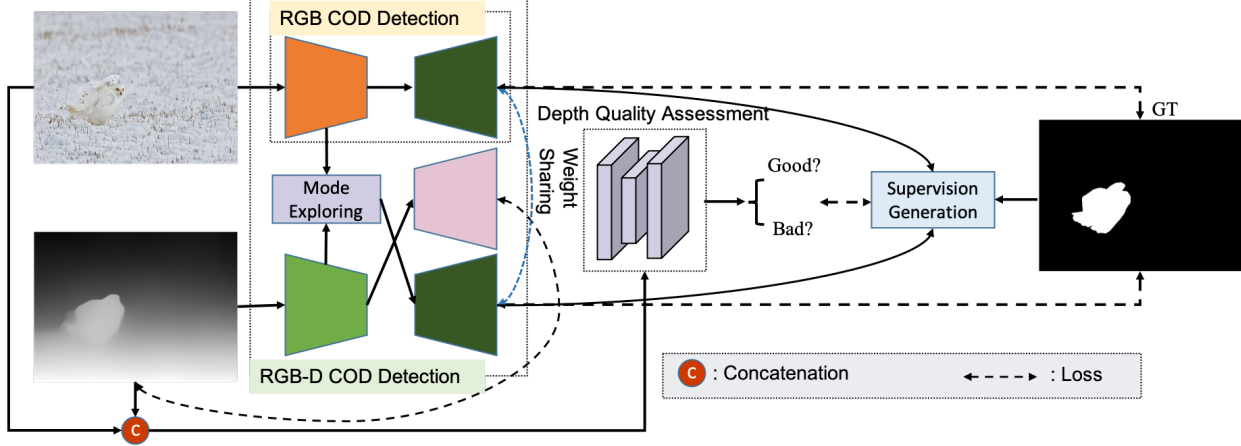 RGB COD Detection
GT
Depth Quality Assessment
Weight
Sharing
Good?
Bad?
Mode
Exploring
Supervision
Generation
RGB-D COD Detection
C : Concatenation
: Loss
C